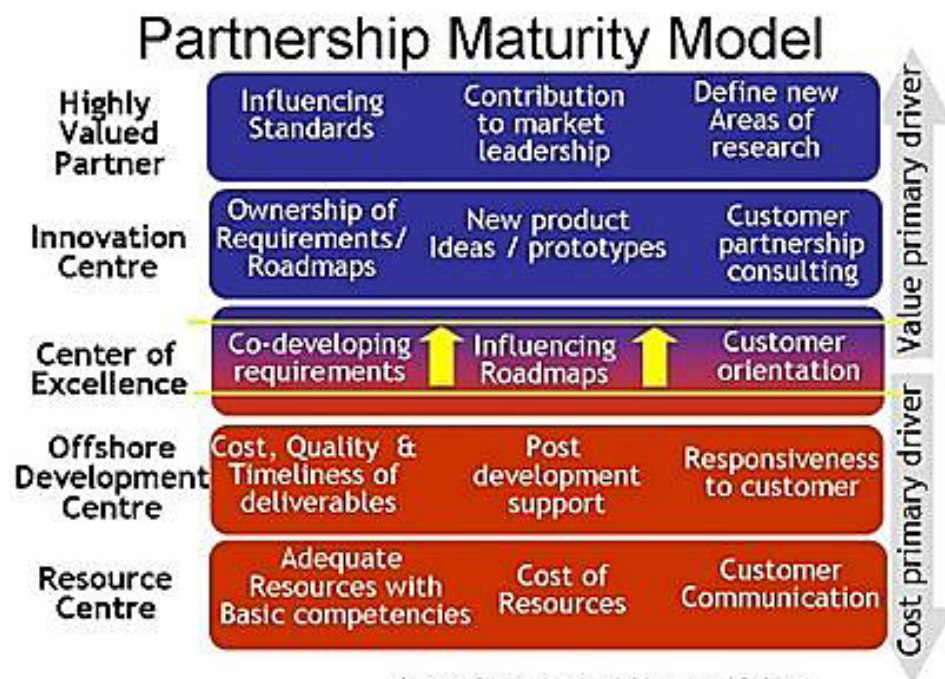 Partnership Maturity Model
Highly
Valued
Partner
Influencing
Standards
Contribution
to market
leadership
Define new
Areas of
research
Innovation
Centre
Ownership of
Requirements/
Roadmaps
New product
Ideas / prototypes
Customer
partnership
consulting
Center of
Excellence
Co-developing
requirements
Influencing
Roadmaps
Customer
orientation
Offshore
Development
Centre
Cost, Quality &
Timeliness of
deliverables
Post
development
support
Responsiveness
to customer
Resource
Centre
Adequate
Resources with
Basic competencies
Cost of
Resources
Customer
Communication
Value primary driver
Cost primary driver